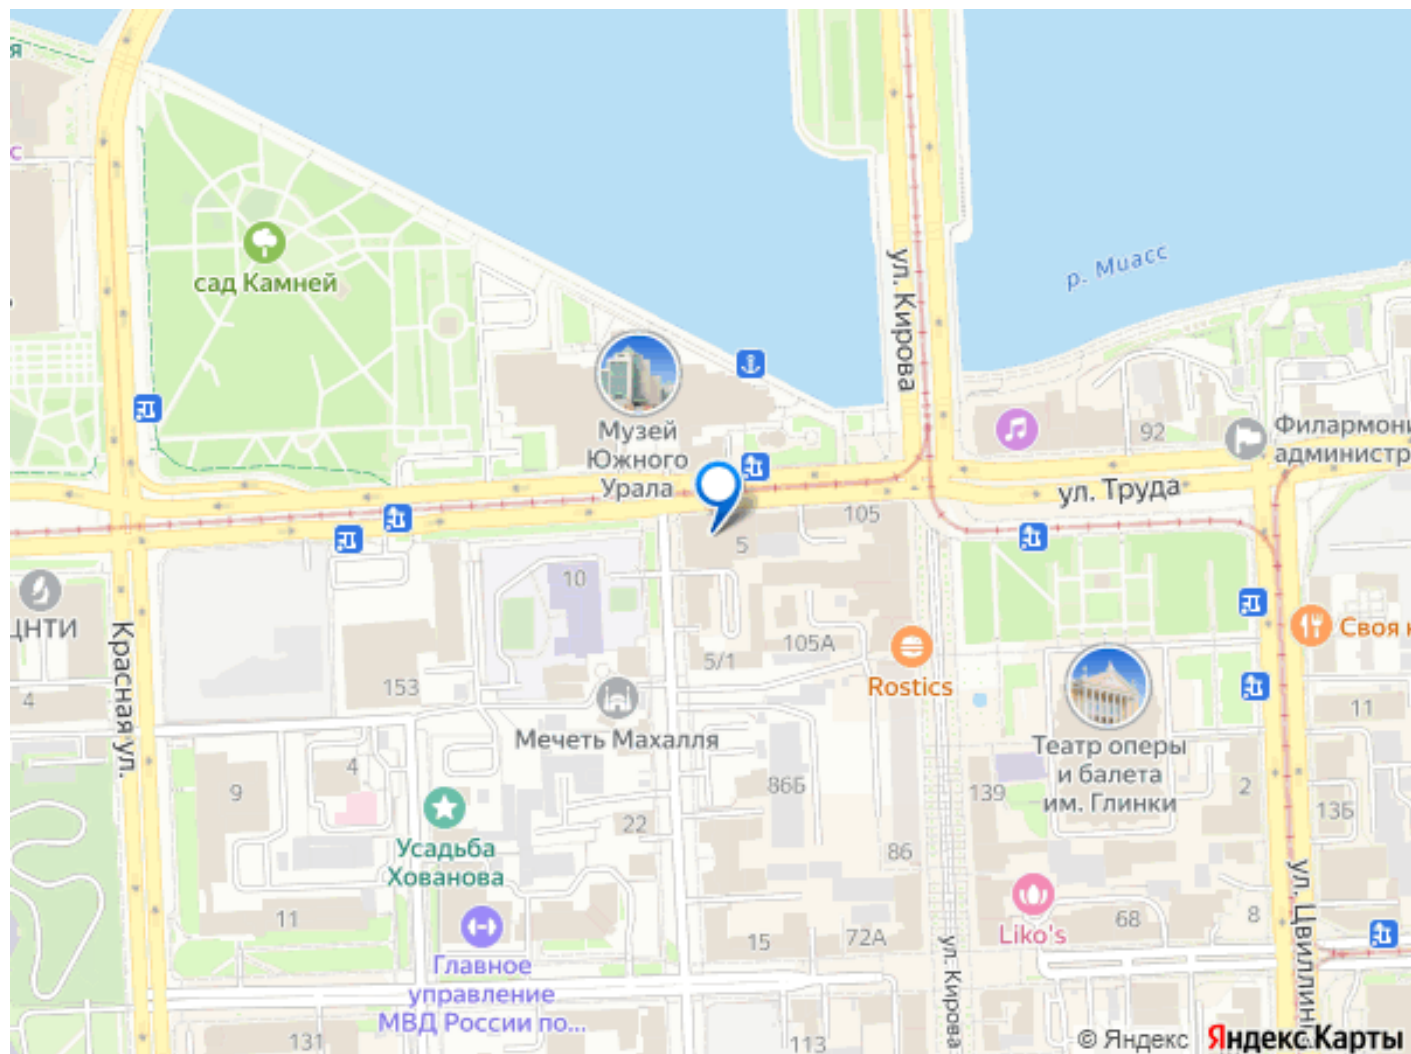 я
с
сад Камней
ул. Кирова
р. Миасс
Музей
Южного
Урала
92
Филармони
администр
ул. Труда
105
5
10
ЦНТИ
Красная ул.
4
153
5/1
105А
Rostics
Своя н
11
Мечеть Махалля
Театр оперы
и балета
им. Глинки
9
4
86Б
139
2
13Б
22
Усадьба
Хованова
86
ул. Цвиллинг
11
15
72А
Liko's
68
8
ул. Кирова
Главное
управление
МВД России по...
131
113
© Яндекс Яндекс Карты